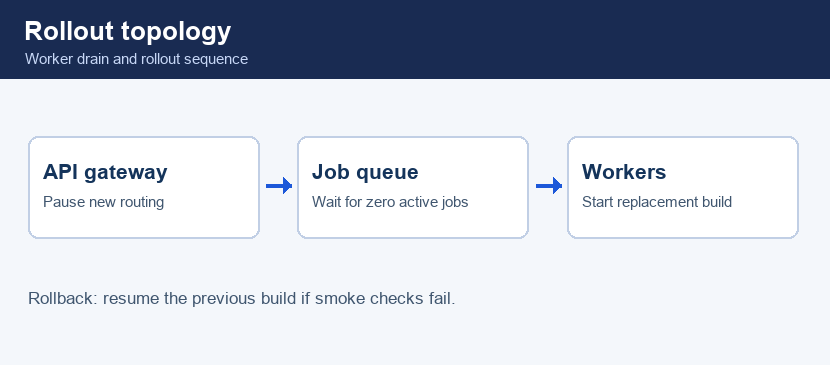 Rollout topology
Worker drain and rollout sequence
API gateway
Pause new routing
Job queue
Wait for zero active jobs
Workers
Start replacement build
Rollback: resume the previous build if smoke checks fail.